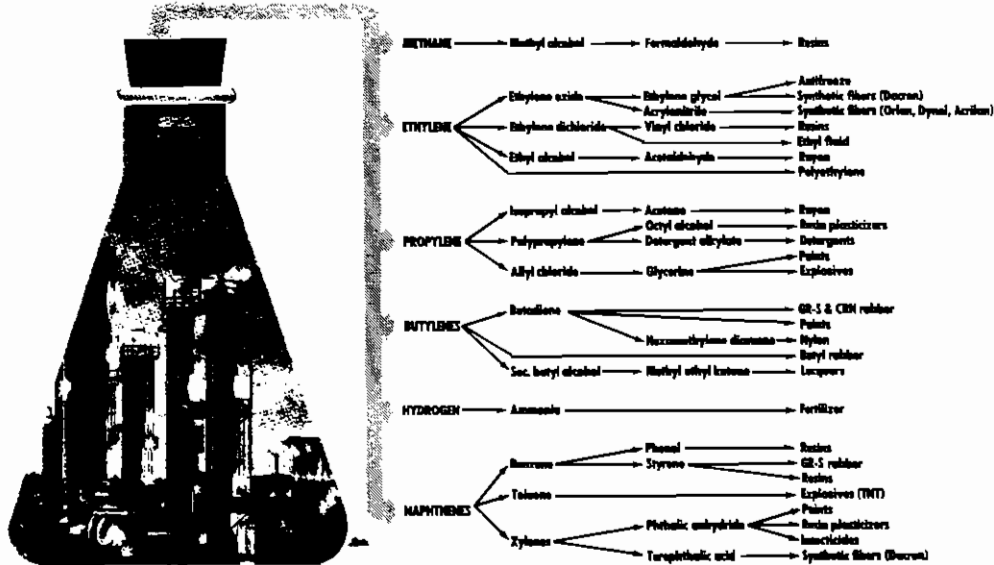 METHANE Methyl alcohol Formaldehyde Resins
Antifreeze
Ethylene oxide Ethylene glycol Synthetic fibers (Dacron)
Acrylonitrile Synthetic fibers (Orlon, Dynel, Acrilan)
ETHYLENE Ethylene dichloride Vinyl chloride Resins
Ethyl fluid
Ethyl alcohol Acetaldehyde Rayon
Polyethylene
Isopropyl alcohol Acetone Rayon
Octyl alcohol Resin plasticizers
PROPYLENE Polypropylene Detergent alkylate Detergents
Paints
Allyl chloride Glycerine Explosives
Butadiene GR-S & CRN rubber
BUTYLENES Paints
Hexamethylene diamene Nylon
Butyl rubber
Sec. butyl alcohol Methyl ethyl ketone Lacquers
HYDROGEN Ammonia Fertilizer
Phenol Resins
Benzene Styrene GR-S rubber
Resins
Toluene Explosives (TNT)
NAPHTHENES Paints
Phthalic anhydride Resin plasticizers
Xylenes Insecticides
Terephthalic acid Synthetic fibers (Dacron)